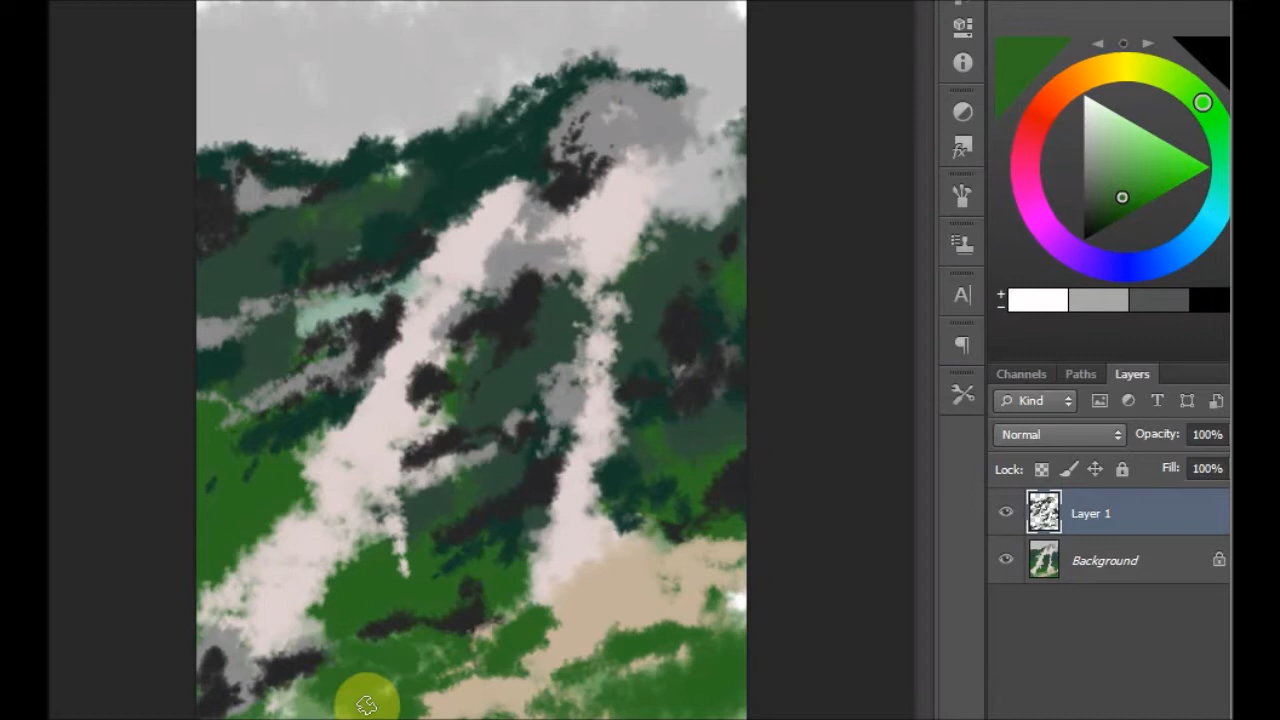 Channels Paths Layers
Kind
Normal Opacity: 100%
Lock: Fill: 100%
Layer 1
Background